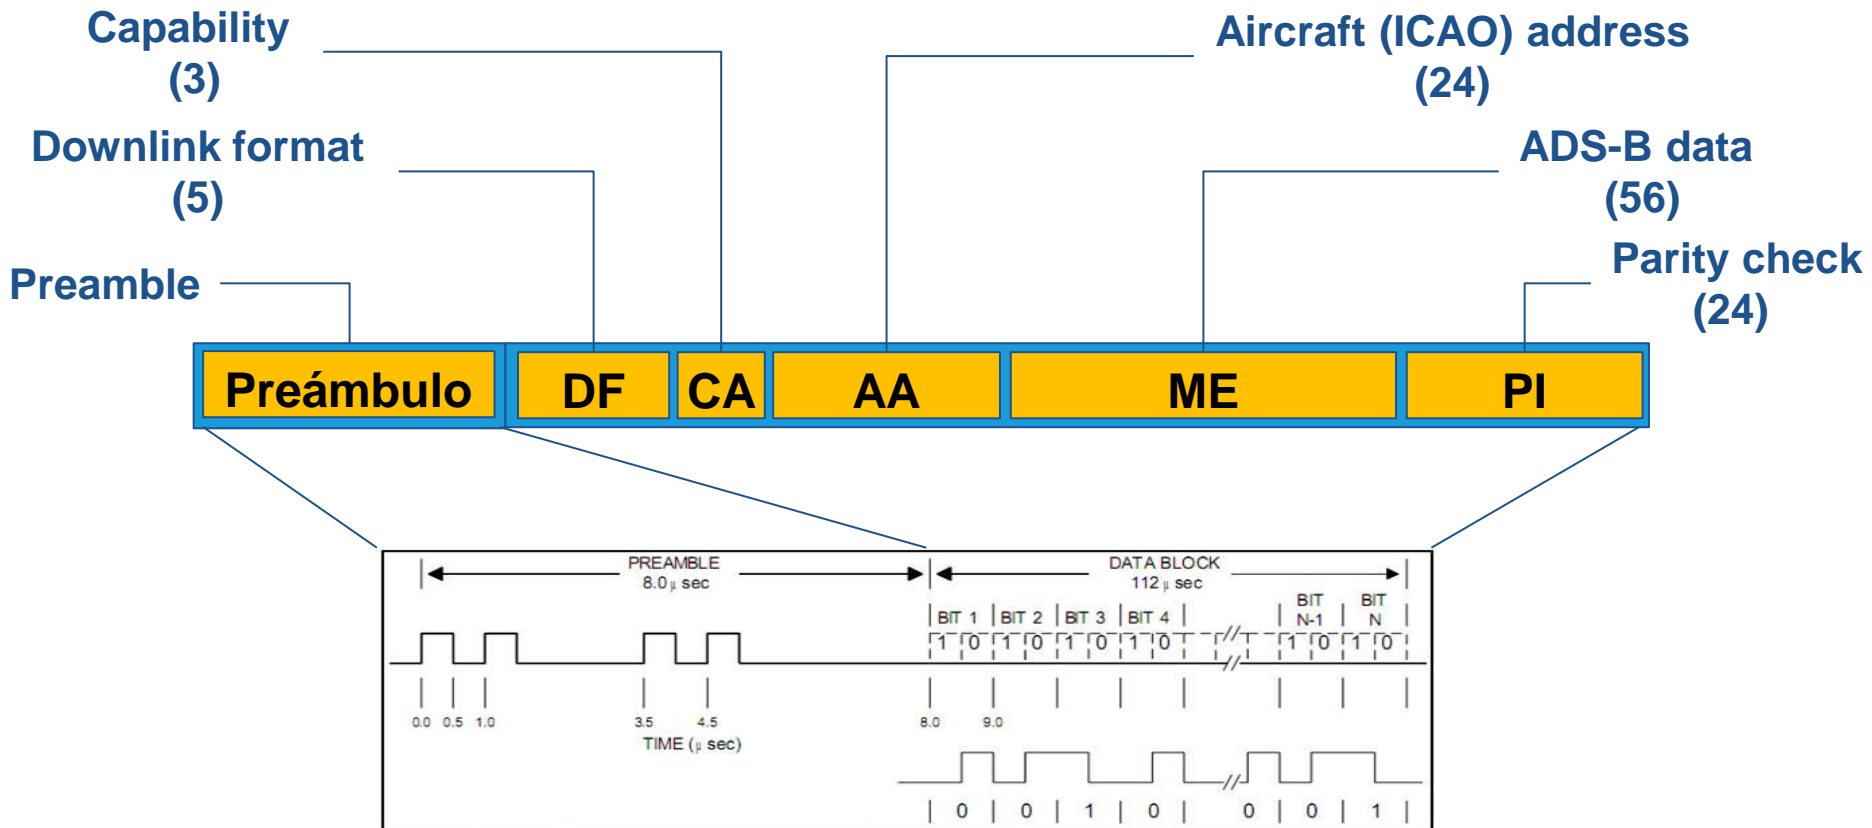 Capability
(3)
Aircraft (ICAO) address
(24)
Downlink format
(5)
ADS-B data
(56)
Preamble
Parity check
(24)
Preámbulo DF CA AA ME PI
PREAMBLE
8.0 μ sec
DATA BLOCK
112 μ sec
BIT 1 BIT 2 BIT 3 BIT 4 BIT N-1 BIT N
1 0 1 0 1 0 1 0 1 0 1 0
0.0 0.5 1.0 3.5 4.5 8.0 9.0
TIME (μ sec)
0 0 1 0 0 0 1